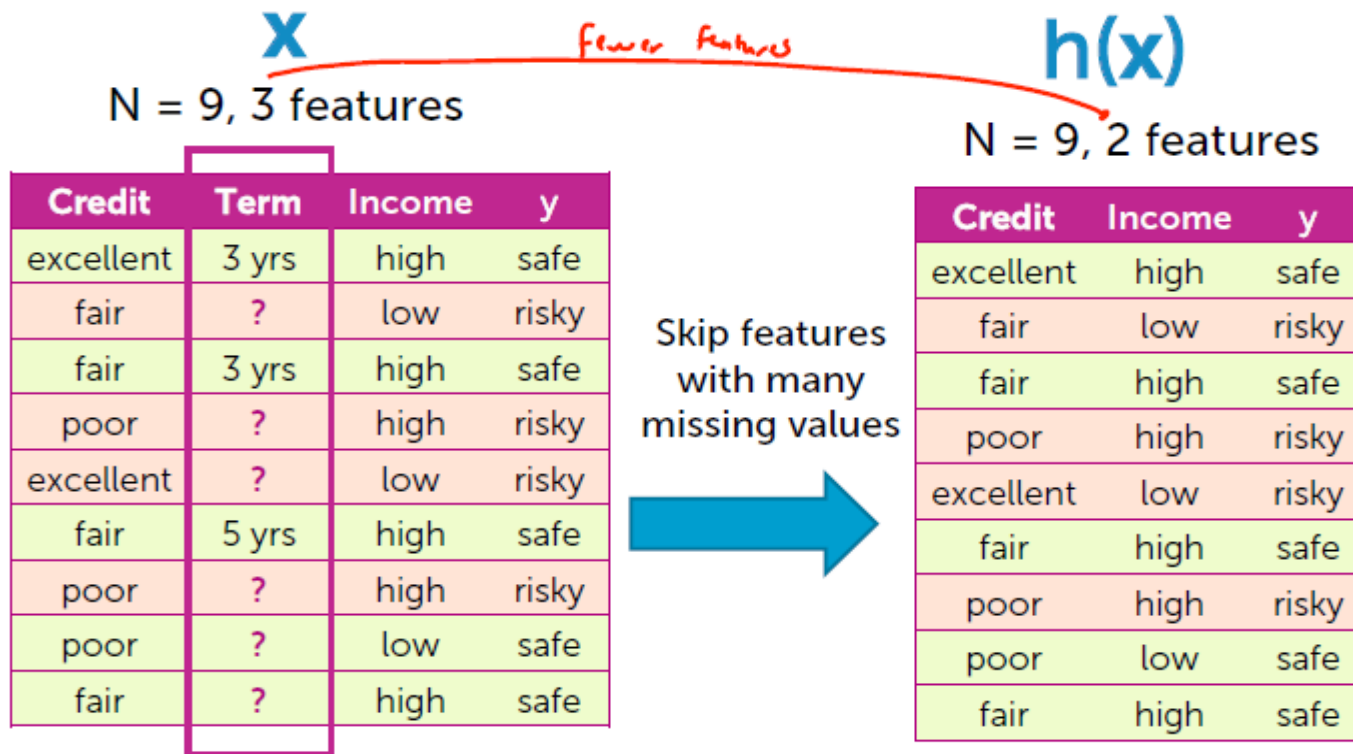 x
fewer features
h(x)
N = 9, 3 features
N = 9, 2 features
Credit Term Income y
excellent 3 yrs high safe
fair ? low risky
fair 3 yrs high safe
poor ? high risky
excellent ? low risky
fair 5 yrs high safe
poor ? high risky
poor ? low safe
fair ? high safe
Skip features
with many
missing values
Credit Income y
excellent high safe
fair low risky
fair high safe
poor high risky
excellent low risky
fair high safe
poor high risky
poor low safe
fair high safe